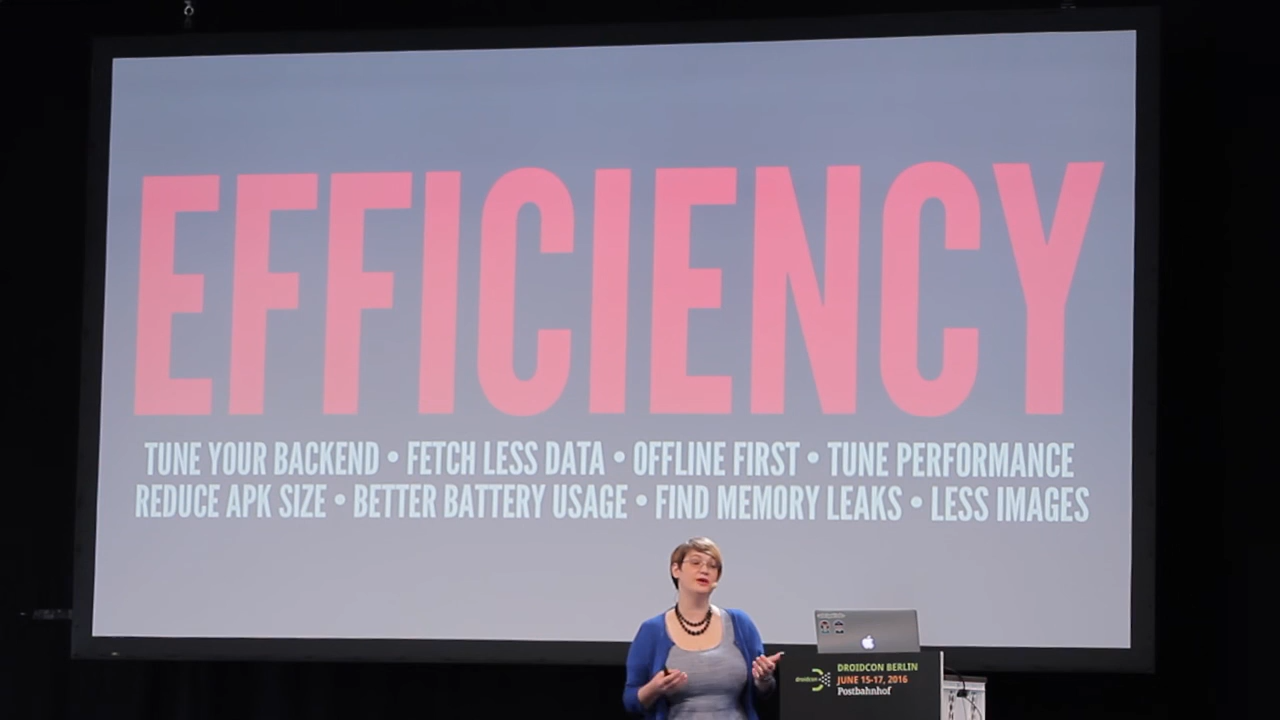 EFFICIENCY
TUNE YOUR BACKEND • FETCH LESS DATA • OFFLINE FIRST • TUNE PERFORMANCE
REDUCE APK SIZE • BETTER BATTERY USAGE • FIND MEMORY LEAKS • LESS IMAGES
droidcon
DROIDCON BERLIN
JUNE 15-17, 2016
Postbahnhof